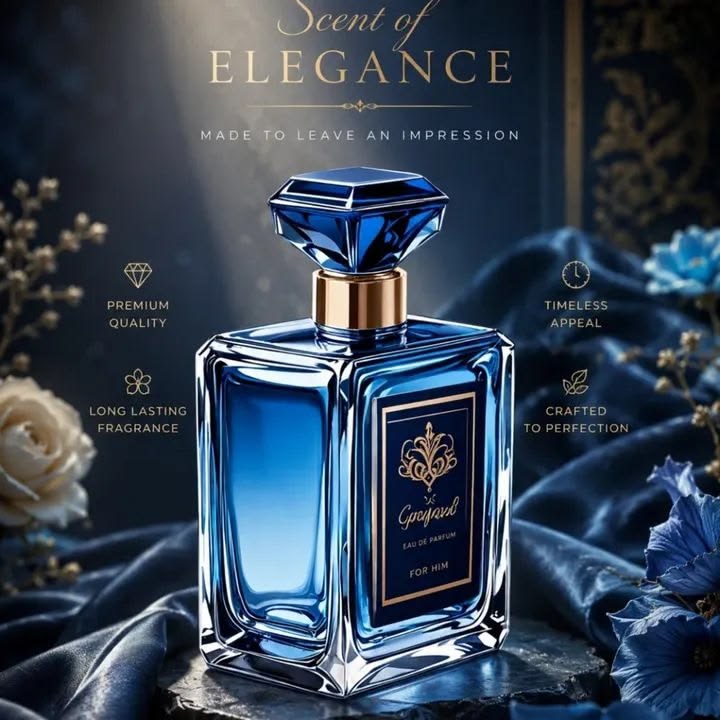 Scent of
ELEGANCE
MADE TO LEAVE AN IMPRESSION
PREMIUM
QUALITY
TIMELESS
APPEAL
LONG LASTING
FRAGRANCE
CRAFTED
TO PERFECTION
EAU DE PARFUM
FOR HIM